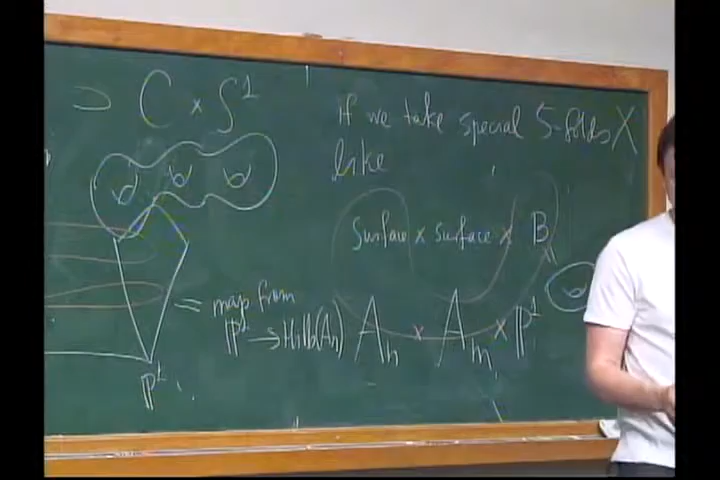 ⊃ C × S¹
If we take special 5-folds X
like
Surface × surface × B
= map from
P¹ → Hilb(Aₙ)
Aₙ × Aₘ × P¹
P¹